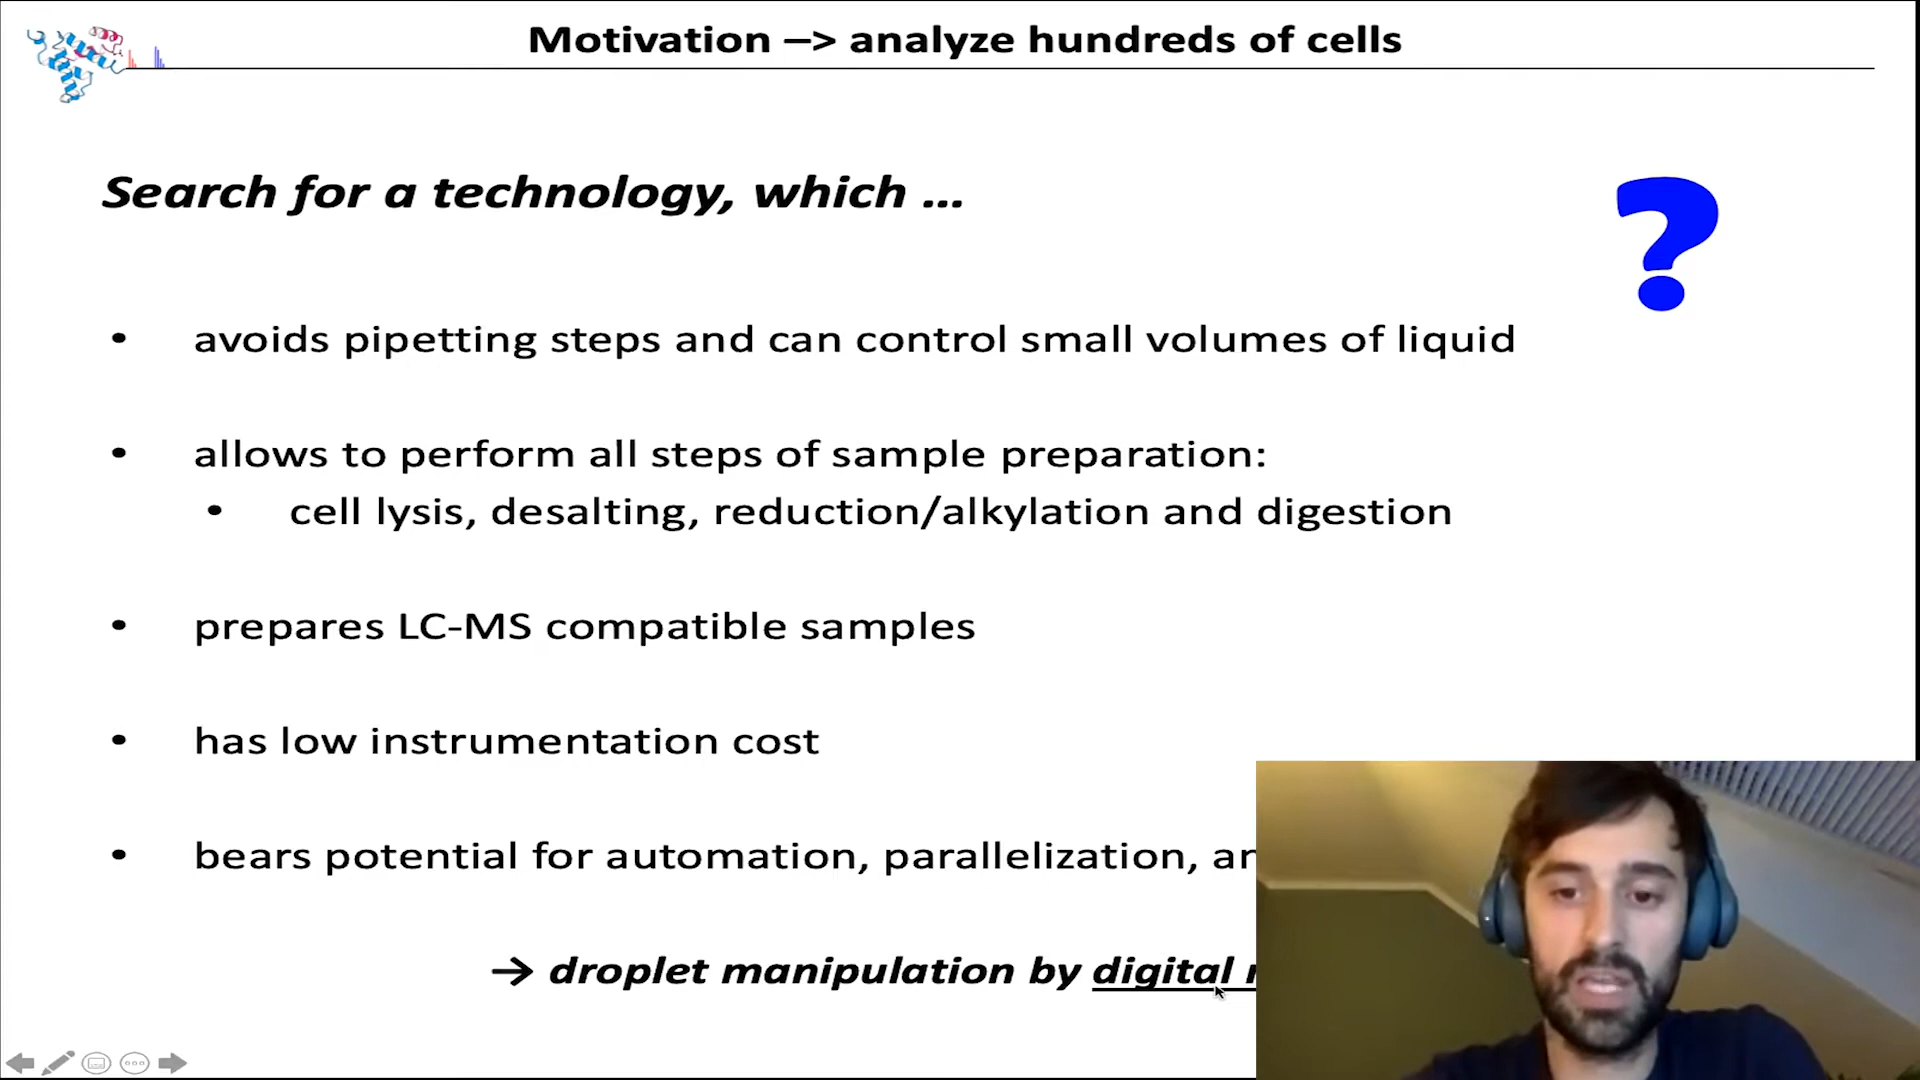 Motivation –> analyze hundreds of cells
Search for a technology, which ...
?
• avoids pipetting steps and can control small volumes of liquid
• allows to perform all steps of sample preparation:
• cell lysis, desalting, reduction/alkylation and digestion
• prepares LC-MS compatible samples
• has low instrumentation cost
• bears potential for automation, parallelization,
→ droplet manipulation by digital